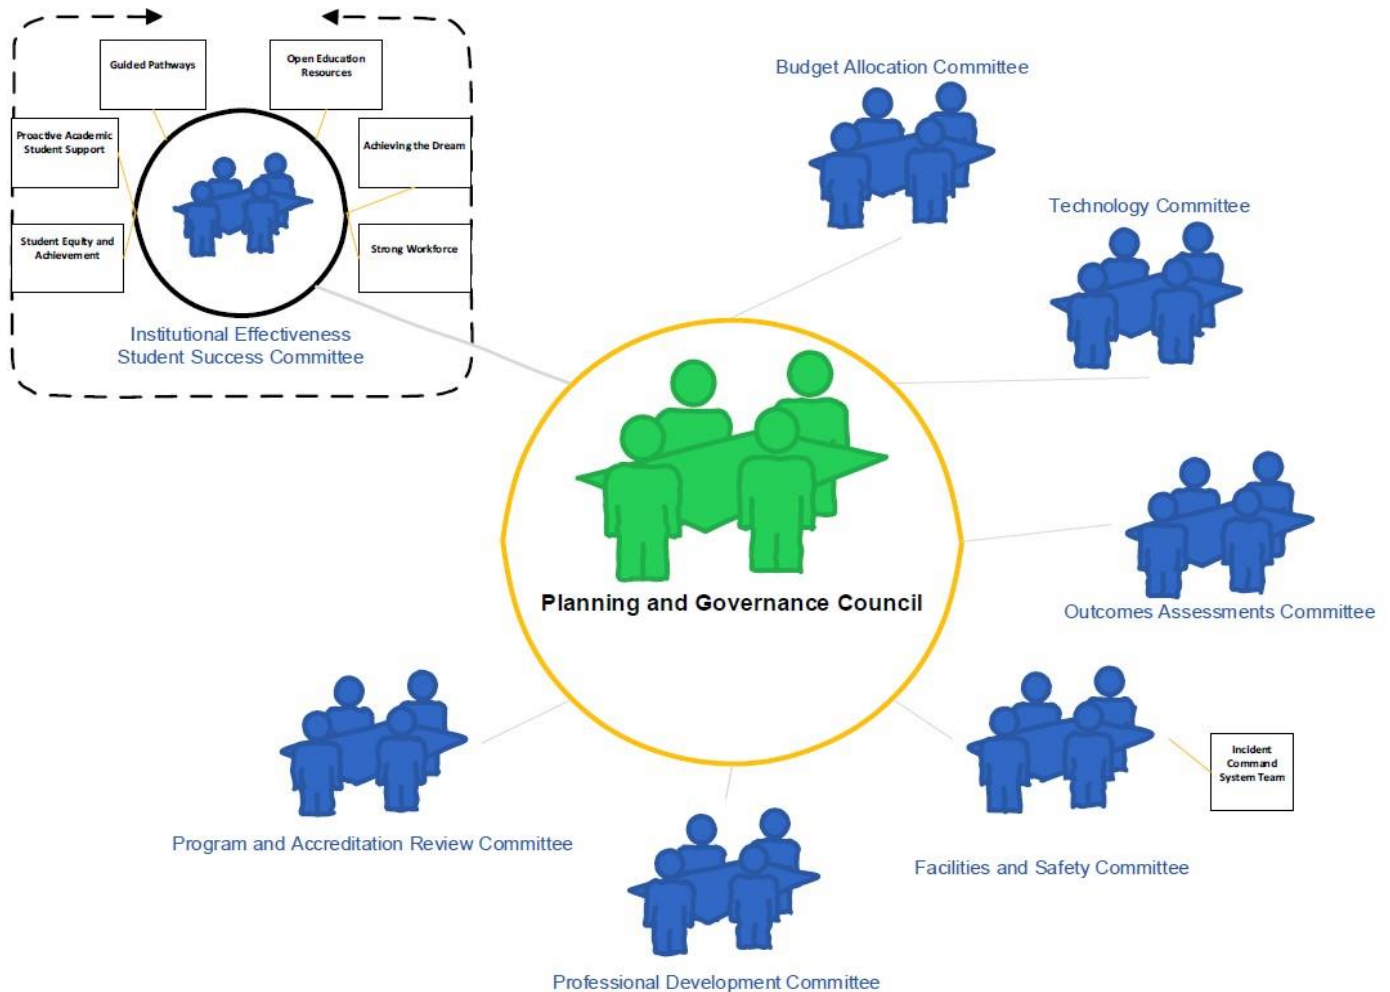 Guided Pathways
Open Education
Resources
Proactive Academic
Student Support
Achieving the Dream
Student Equity and
Achievement
Strong Workforce
Institutional Effectiveness
Student Success Committee
Budget Allocation Committee
Technology Committee
Planning and Governance Council
Outcomes Assessments Committee
Incident
Command
System Team
Program and Accreditation Review Committee
Facilities and Safety Committee
Professional Development Committee